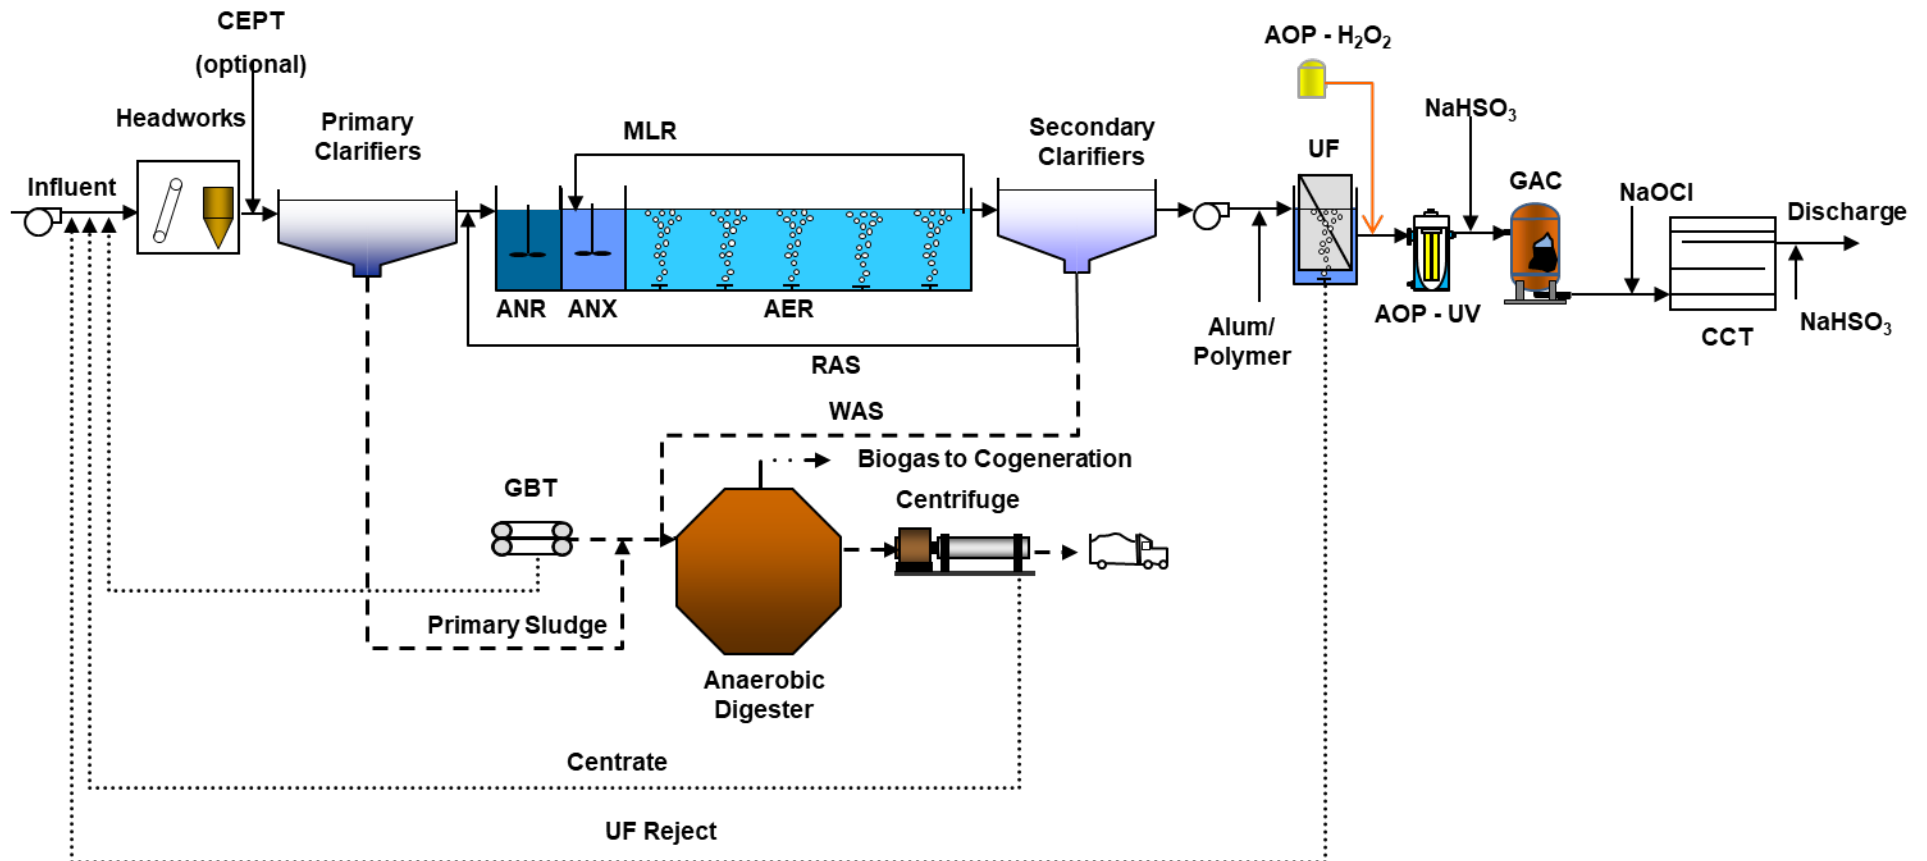 CEPT
(optional)
AOP - H₂O₂
Headworks
Primary
Clarifiers
MLR
Secondary
Clarifiers
NaHSO₃
UF
Influent
GAC
NaOCl
Discharge
ANR
ANX
AER
AOP - UV
Alum/
Polymer
CCT
NaHSO₃
RAS
WAS
Biogas to Cogeneration
GBT
Centrifuge
Primary Sludge
Anaerobic
Digester
Centrate
UF Reject